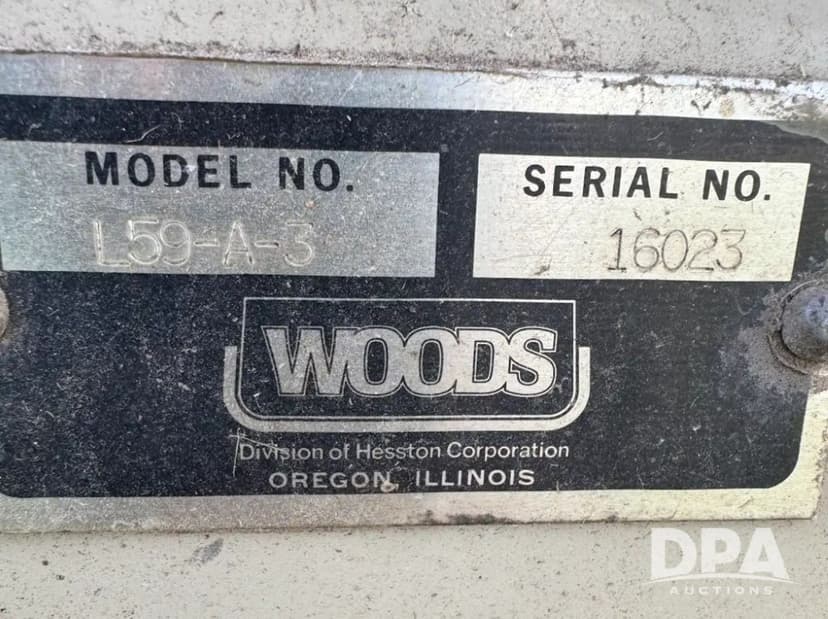 MODEL NO.
SERIAL NO.
L59-A-3
16023
WOODS
Division of Hesston Corporation
OREGON, ILLINOIS
DPA
AUCTIONS